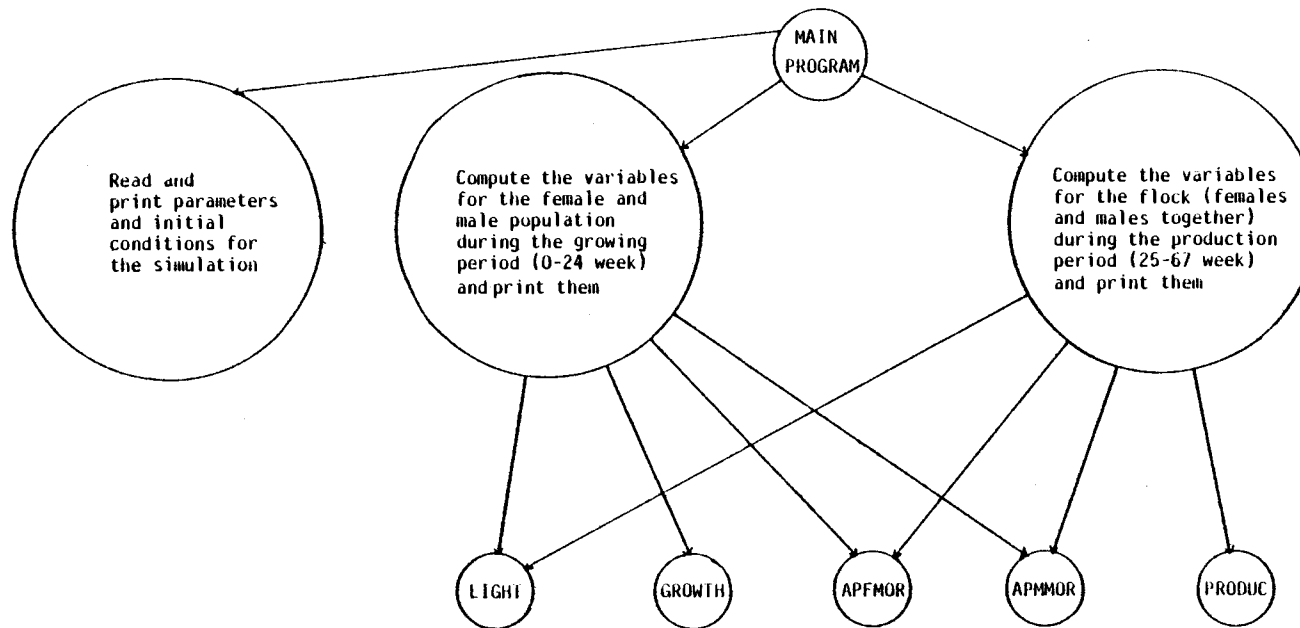 MAIN
PROGRAM
Read and
print parameters
and initial
conditions for
the simulation
Compute the variables
for the female and
male population
during the growing
period (0-24 week)
and print them
Compute the variables
for the flock (females
and males together)
during the production
period (25-67 week)
and print them
LIGHT
GROWTH
APFMOR
APMMOR
PRODUC